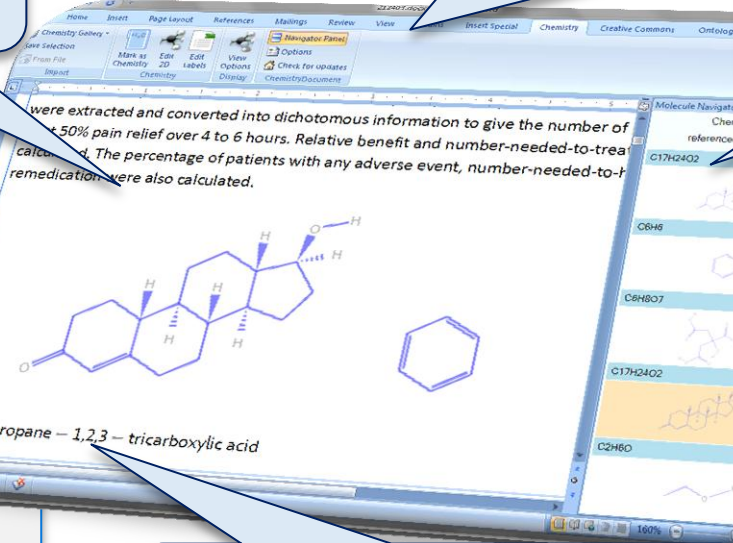 Home Insert Page Layout References Mailings Review View Insert Special Chemistry Creative Commons
Chemistry Gallery
Save Selection
From File
Import
Mark as Chemistry
Edit 2D
Edit Labels
Chemistry
View Options
Display
Navigator Panel
Options
Check for updates
ChemistryDocument
were extracted and converted into dichotomous information to give the number of
50% pain relief over 4 to 6 hours. Relative benefit and number-needed-to-trea
The percentage of patients with any adverse event, number-needed-to-h
remedication were also calculated.
O H
H H
H H
H H
O
ropane – 1,2,3 – tricarboxylic acid
Molecule Navigat
Che
reference
C17H24O2
C6H6
C6H8O7
C17H24O2
C2H6O
160%